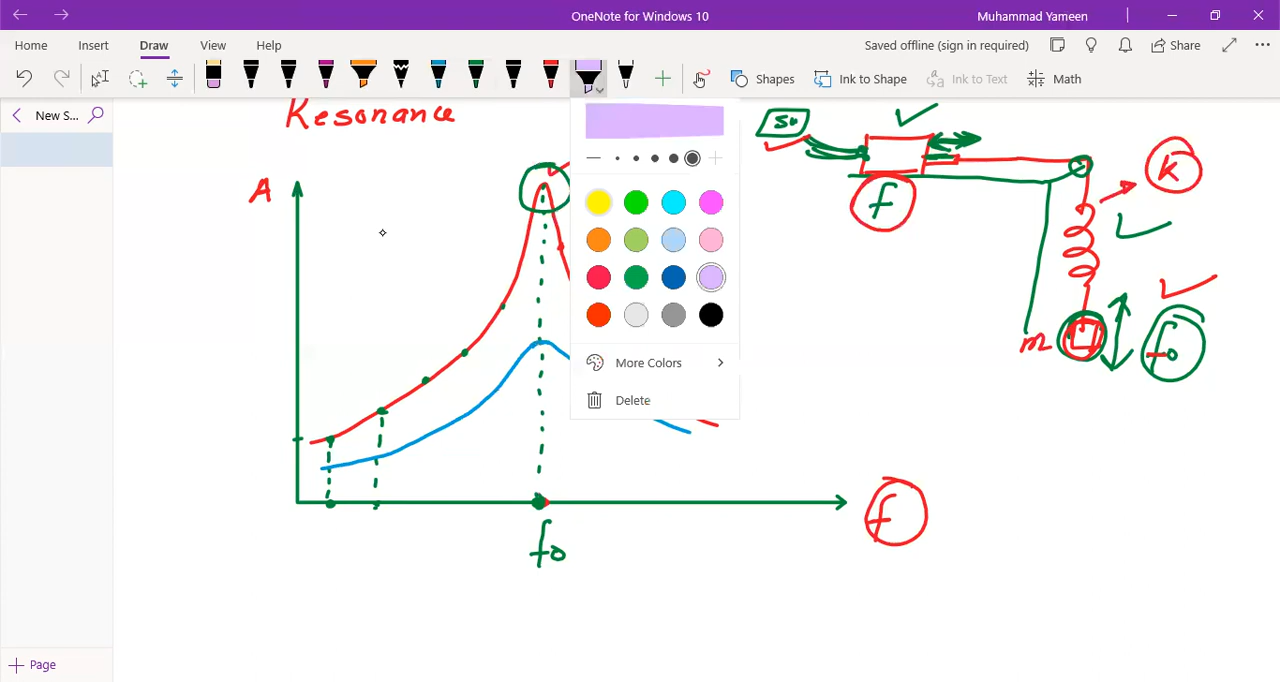 OneNote for Windows 10
Muhammad Yameen
Home Insert Draw View Help
Saved offline (sign in required) Share
Shapes Ink to Shape Ink to Text Math
New S...
Resonance
A
f
K
m
fo
More Colors
Delete
fo
f
Page